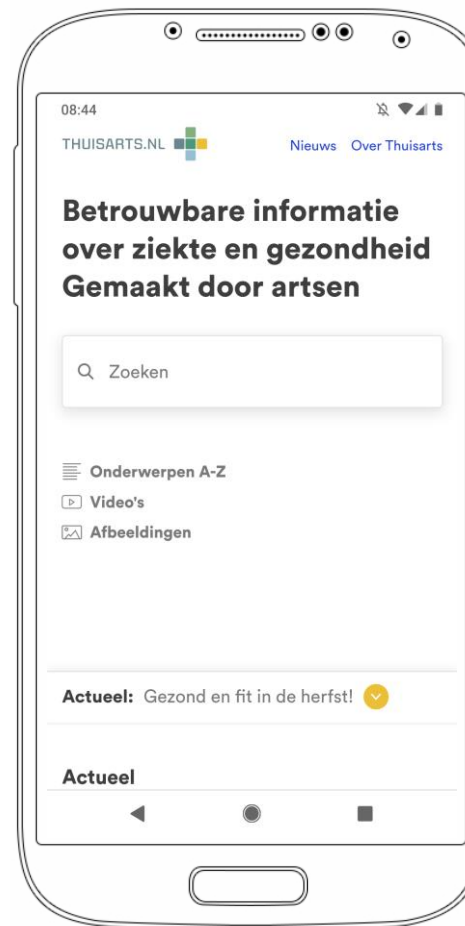 08:44
THUISARTS.NL
Nieuws Over Thuisarts
Betrouwbare informatie
over ziekte en gezondheid
Gemaakt door artsen
Zoeken
Onderwerpen A-Z
Video's
Afbeeldingen
Actueel: Gezond en fit in de herfst!
Actueel